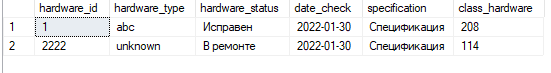 hardware_id hardware_type hardware_status date_check specification class_hardware
1 1 abc Исправен 2022-01-30 Спецификация 208
2 2222 unknown В ремонте 2022-01-30 Спецификация 114